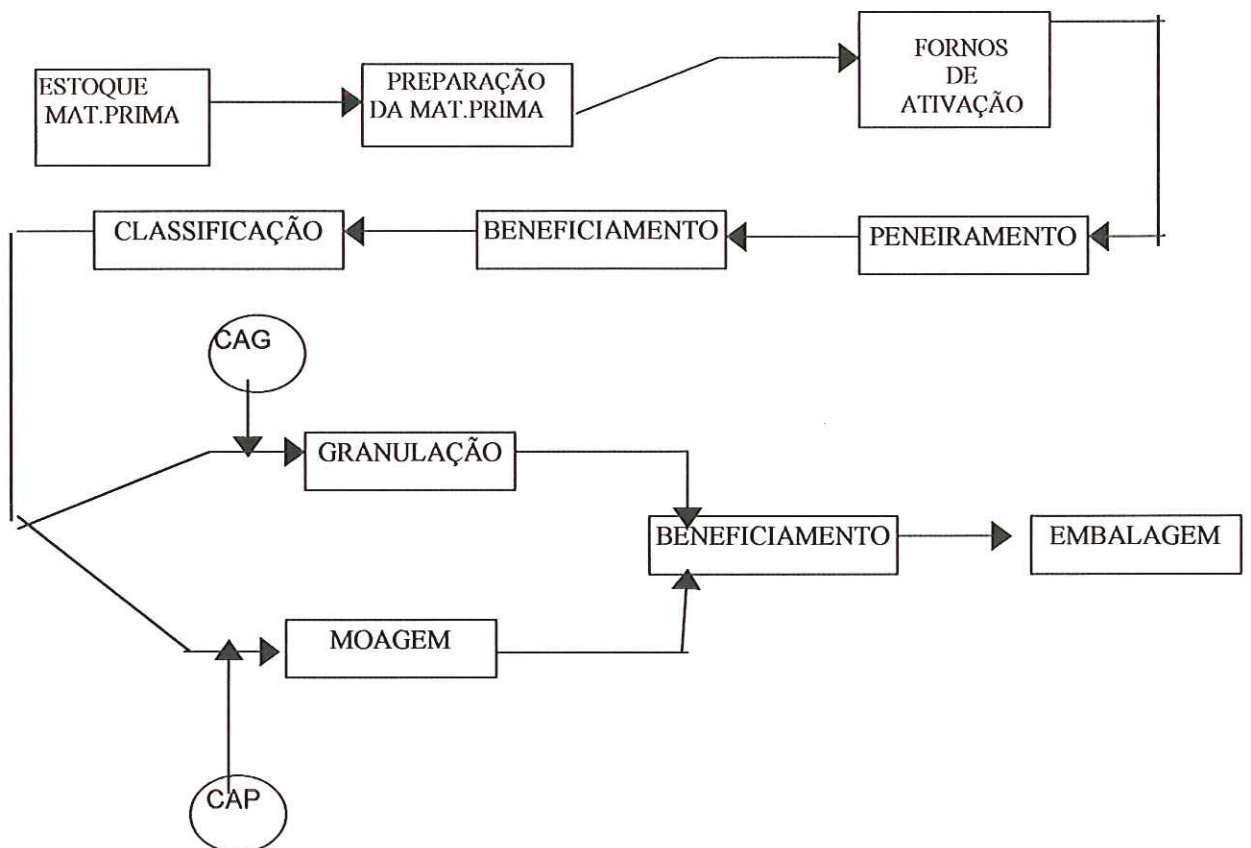 ESTOQUE
MAT.PRIMA
PREPARAÇÃO
DA MAT.PRIMA
FORNOS
DE
ATIVAÇÃO
CLASSIFICAÇÃO
BENEFICIAMENTO
PENEIRAMENTO
CAG
GRANULAÇÃO
BENEFICIAMENTO
EMBALAGEM
MOAGEM
CAP